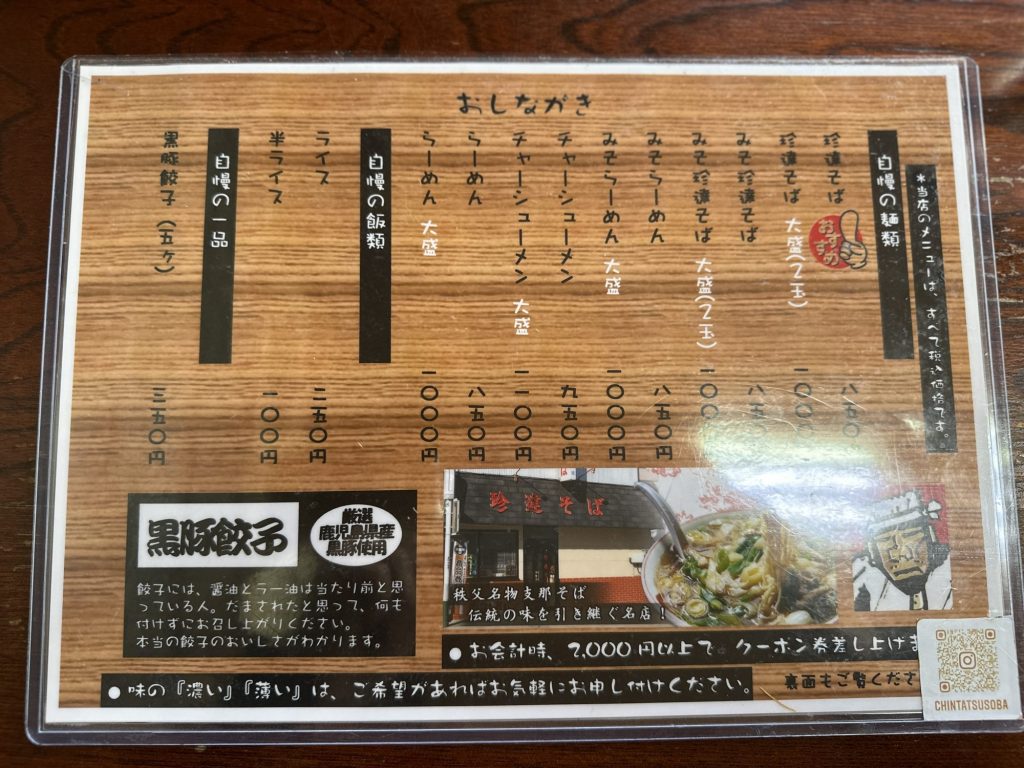 おしながき
*当店のメニューは、すべて税込価格です。
自慢の麺類
珍達そば 八五〇
おすすめ
珍達そば 大盛(2玉) 一〇〇〇
みそ珍達そば 八五〇
みそ珍達そば 大盛(2玉) 一〇〇〇
みそらーめん 八五〇円
みそらーめん 大盛 一〇〇〇円
チャーシューメン 九五〇円
チャーシューメン 大盛 一一〇〇円
らーめん 八五〇円
らーめん 大盛 一〇〇〇円
自慢の飯類
ライス 二五〇円
半ライス 一〇〇円
自慢の一品
黒豚餃子(五ヶ) 三五〇円
黒豚餃子
厳選
鹿児島県産
黒豚使用
餃子には、醤油とラー油は当たり前と思
っている人。だまされたと思って、何も
付けずにお召し上がりください。
本当の餃子のおいしさがわかります。
珍達そば
秩父名物支那そば
伝統の味を引き継ぐ名店!
●お会計時、2,000円以上で クーポン券差し上げま
●味の『濃い』『薄い』は、ご希望があればお気軽にお申し付けください。
裏面もご覧くださ
CHINTATSUSOBA